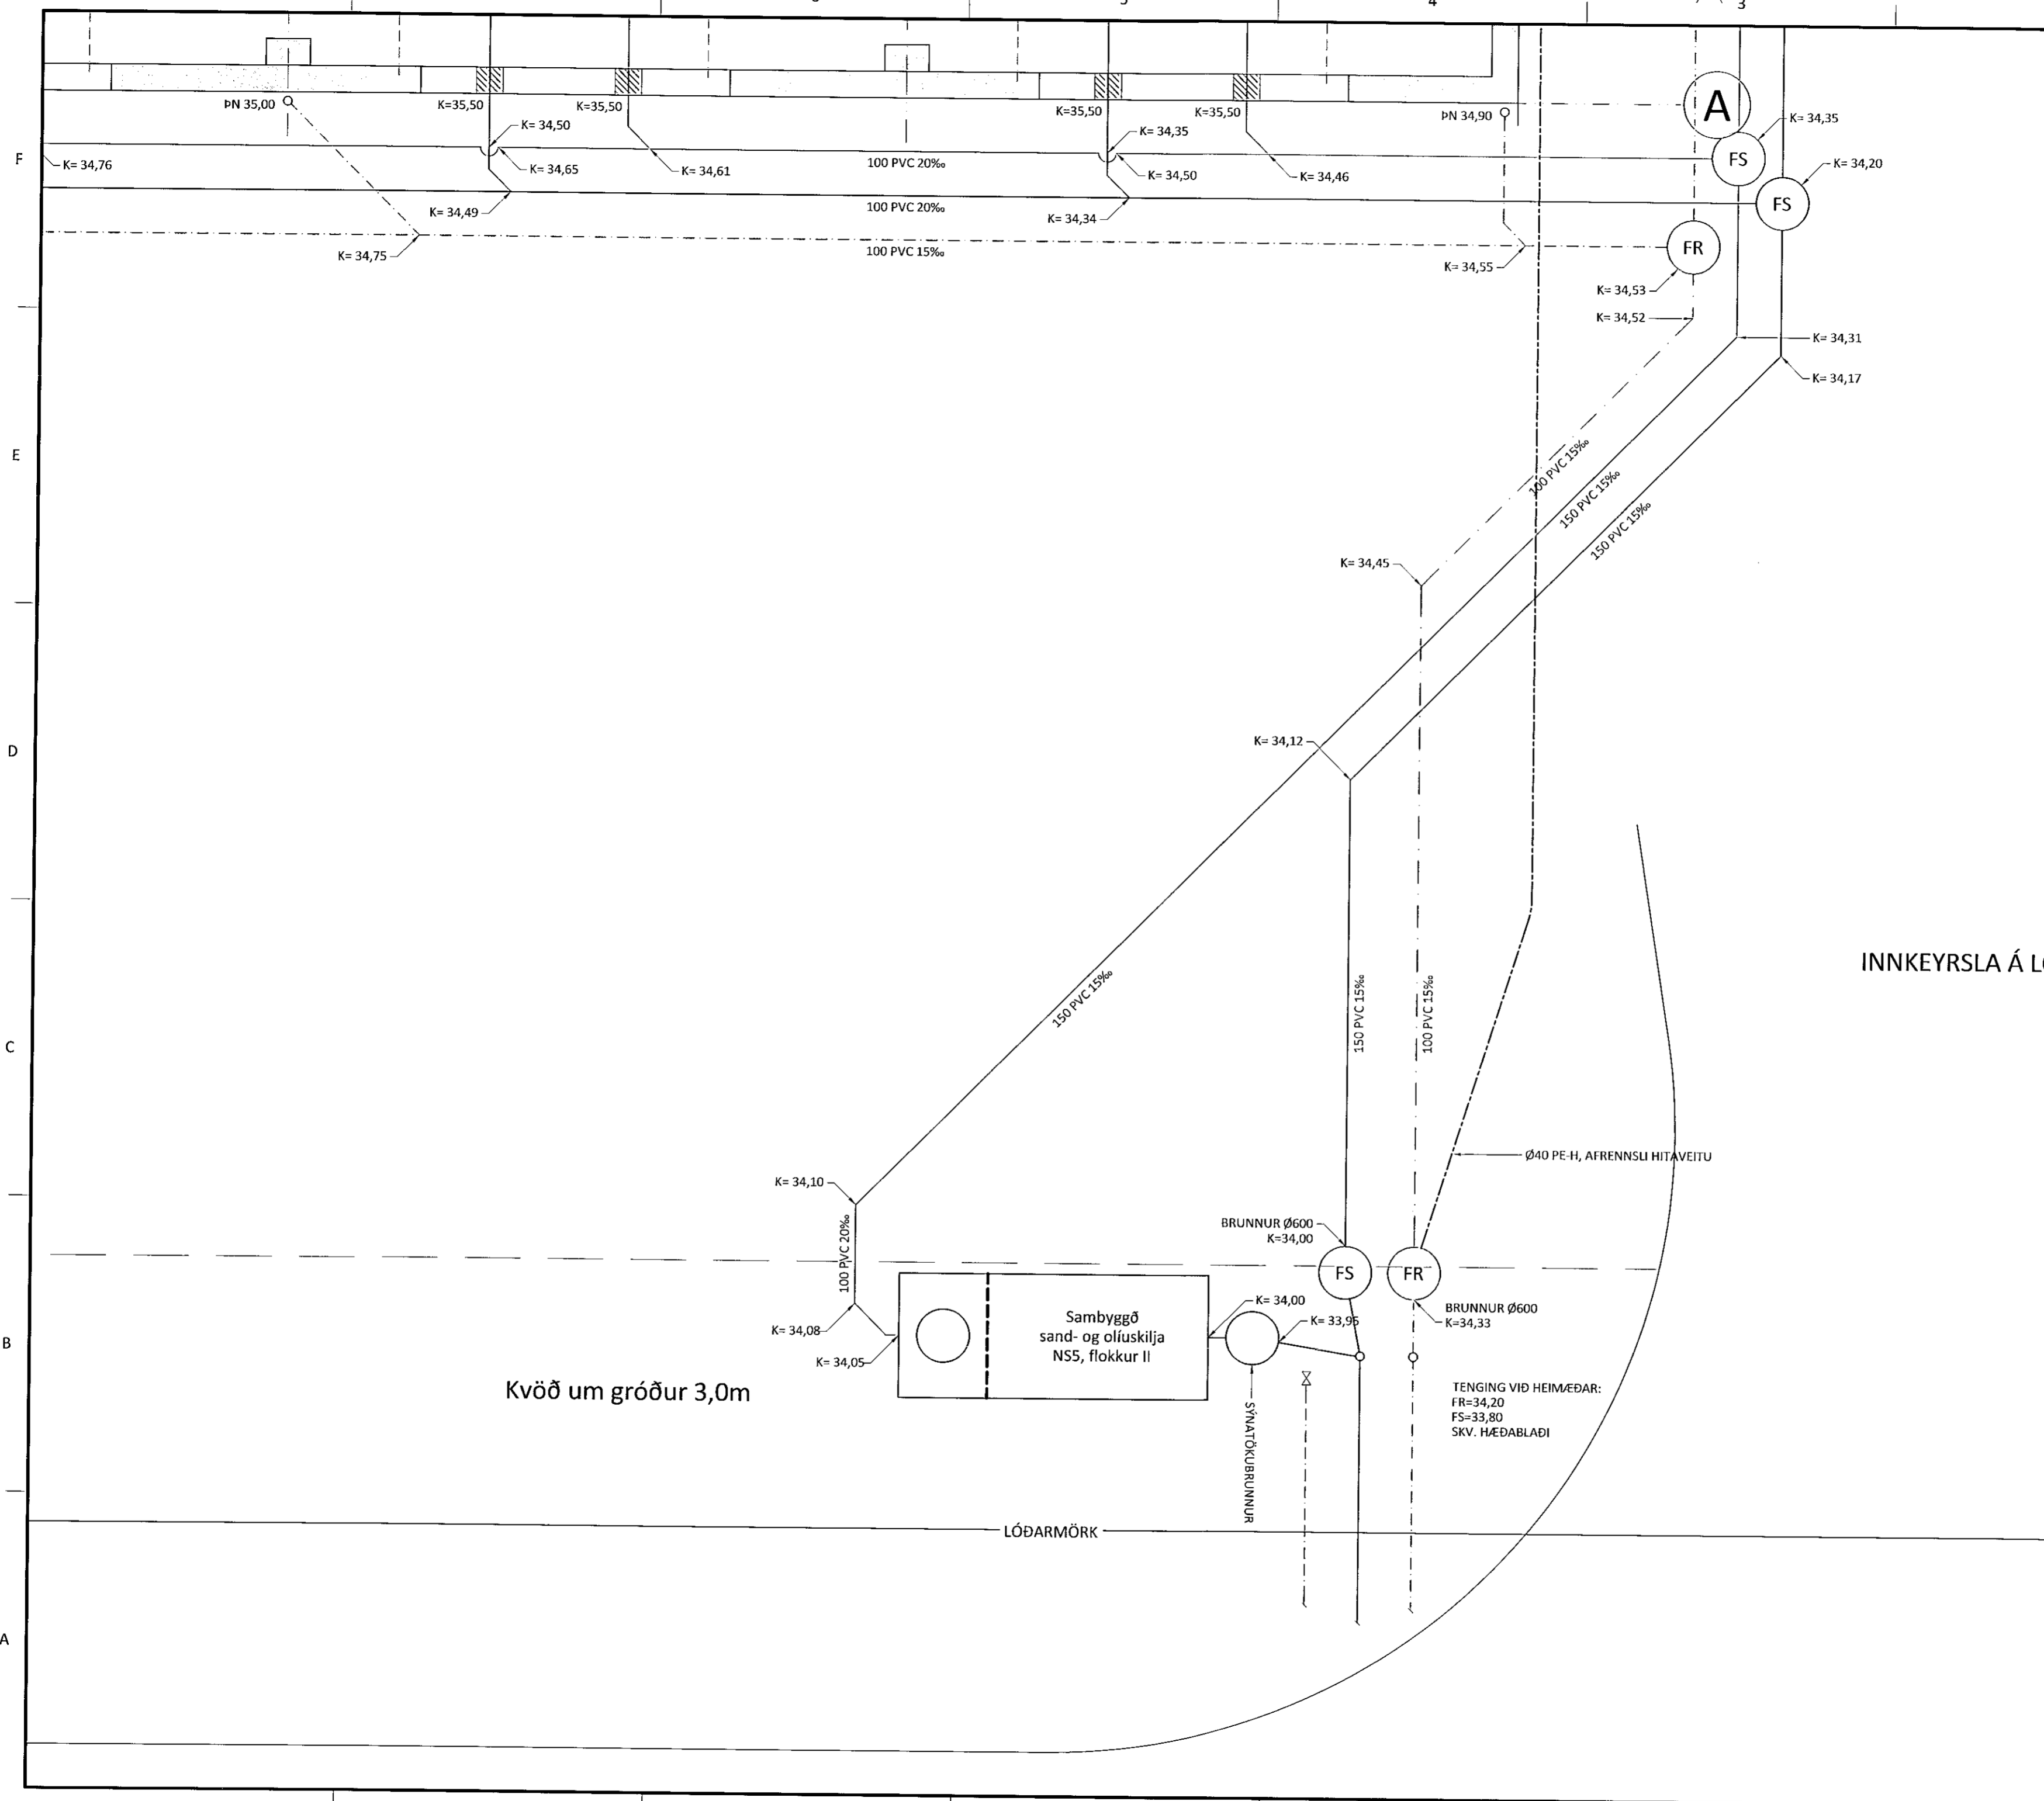 5
4
3
A
ÞN 35,00
K=35,50
K=35,50
K=35,50
K=35,50
ÞN 34,90
K= 34,35
K= 34,50
K= 34,35
F
FS
K= 34,76
K= 34,65
K= 34,61
100 PVC 20‰
K= 34,50
K= 34,46
K= 34,20
K= 34,49
100 PVC 20‰
K= 34,34
FS
K= 34,75
100 PVC 15‰
K= 34,55
FR
K= 34,53
K= 34,52
K= 34,31
K= 34,17
E
100 PVC 15‰
150 PVC 15‰
150 PVC 15‰
K= 34,45
D
K= 34,12
INNKEYRSLA Á
150 PVC 15‰
150 PVC 15‰
100 PVC 15‰
C
Ø40 PE-H, AFRENNSLI HITAVEITU
K= 34,10
100 PVC 20‰
BRUNNUR Ø600
K=34,00
FS
FR
K= 34,00
BRUNNUR Ø600
K=34,33
K= 33,95
K= 34,08
K= 34,05
B
Sambyggð
sand- og olíuskilja
NS5, flokkur II
Kvöð um gróður 3,0m
SÝNATÖKUBRUNNUR
TENGING VIÐ HEIMÆÐAR:
FR=34,20
FS=33,80
SKV. HÆÐABLAÐI
LÓÐARMÖRK
A